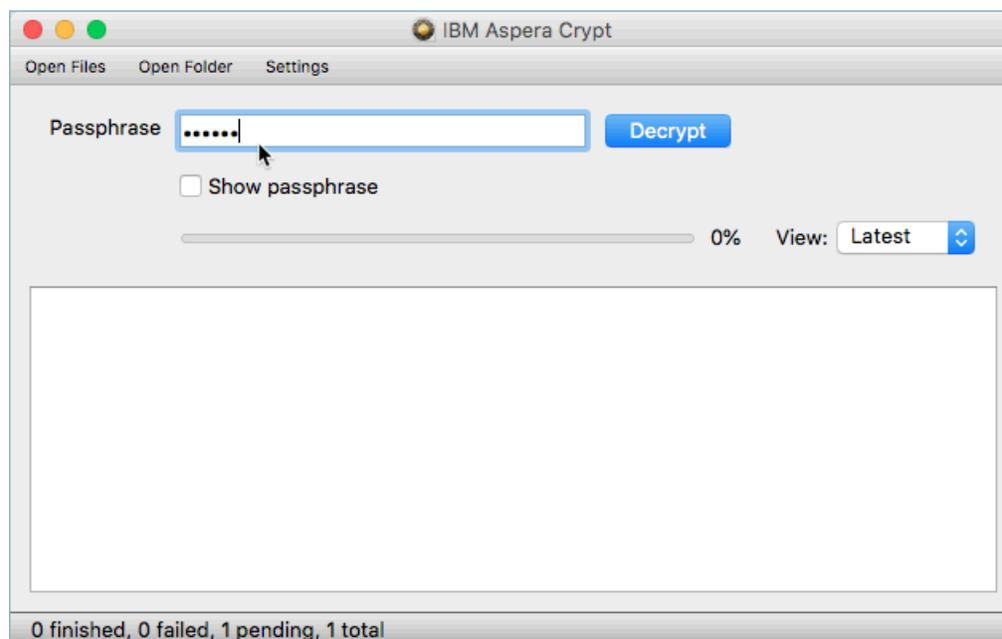 IBM Aspera Crypt
Open Files Open Folder Settings
Passphrase •••••• Decrypt
Show passphrase
0% View: Latest
0 finished, 0 failed, 1 pending, 1 total